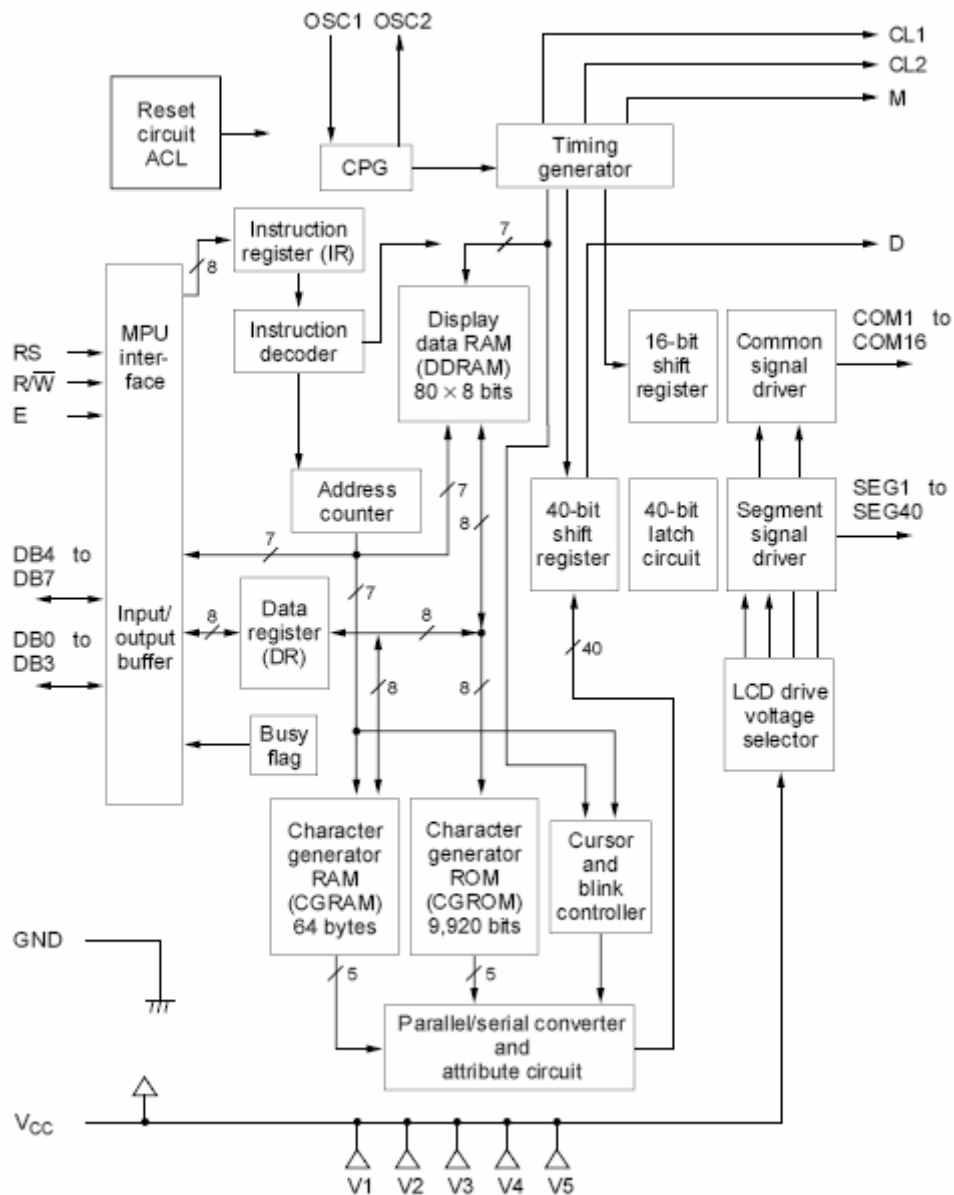 OSC1 OSC2
CL1
CL2
M
Reset
circuit
ACL
CPG
Timing
generator
Instruction
register (IR)
8
7
D
MPU
inter-
face
RS
R/W̅
E
Instruction
decoder
Display
data RAM
(DDRAM)
80 × 8 bits
16-bit
shift
register
Common
signal
driver
COM1 to
COM16
Address
counter
7
8
40-bit
shift
register
40-bit
latch
circuit
Segment
signal
driver
SEG1 to
SEG40
DB4 to
DB7
7
7
DB0 to
DB3
Input/
output
buffer
8
Data
register
(DR)
8
8
8
40
LCD drive
voltage
selector
Busy
flag
Character
generator
RAM
(CGRAM)
64 bytes
Character
generator
ROM
(CGROM)
9,920 bits
Cursor
and
blink
controller
GND
5
5
Parallel/serial converter
and
attribute circuit
VCC
V1 V2 V3 V4 V5